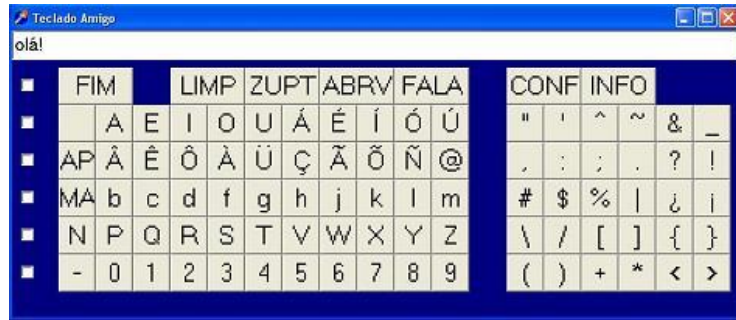 Teclado Amigo
olá!
FIM LIMP ZUPT ABRV FALA CONF INFO
A E I O U Á É Í Ó Ú " ' ^ ~ & _
AP Â Ê Ô À Ü Ç Ã Õ Ñ @ , : ; . ? !
MA b c d f g h j k l m # $ % | ¿ ¡
N P Q R S T V W X Y Z \ / [ ] { }
- 0 1 2 3 4 5 6 7 8 9 ( ) + * < >